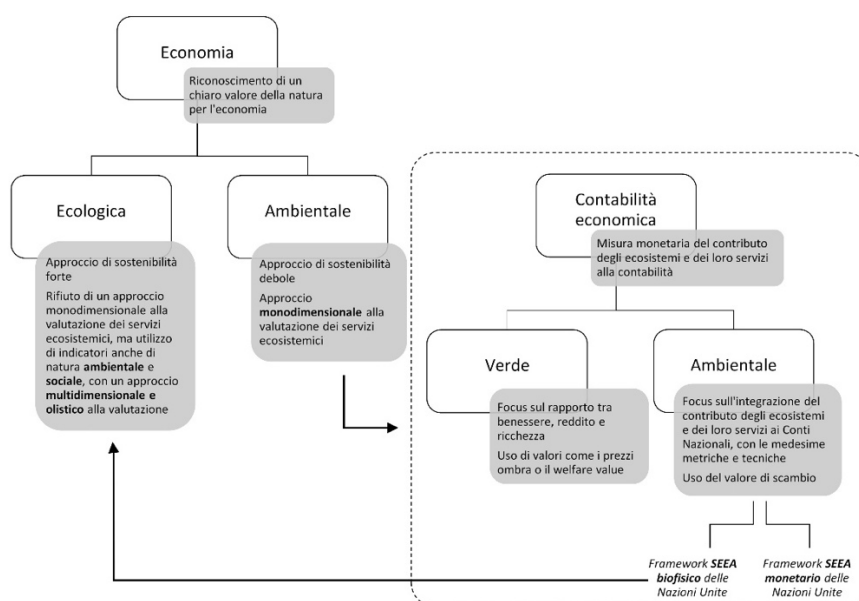 Economia
Riconoscimento di un
chiaro valore della natura
per l'economia
Ecologica
Approccio di sostenibilità
forte
Rifiuto di un approccio
monodimensionale alla
valutazione dei servizi
ecosistemici, ma utilizzo
di indicatori anche di
natura ambientale e
sociale, con un approccio
multidimensionale e
olistico alla valutazione
Ambientale
Approccio di sostenibilità
debole
Approccio
monodimensionale alla
valutazione dei servizi
ecosistemici
Contabilità
economica
Misura monetaria del contributo
degli ecosistemi e dei loro servizi
alla contabilità
Verde
Focus sul rapporto tra
benessere, reddito e
ricchezza
Uso di valori come i prezzi
ombra o il welfare value
Ambientale
Focus sull'integrazione del
contributo degli ecosistemi
e dei loro servizi ai Conti
Nazionali, con le medesime
metriche e tecniche
Uso del valore di scambio
Framework SEEA
biofisico delle
Nazioni Unite
Framework SEEA
monetario delle
Nazioni Unite